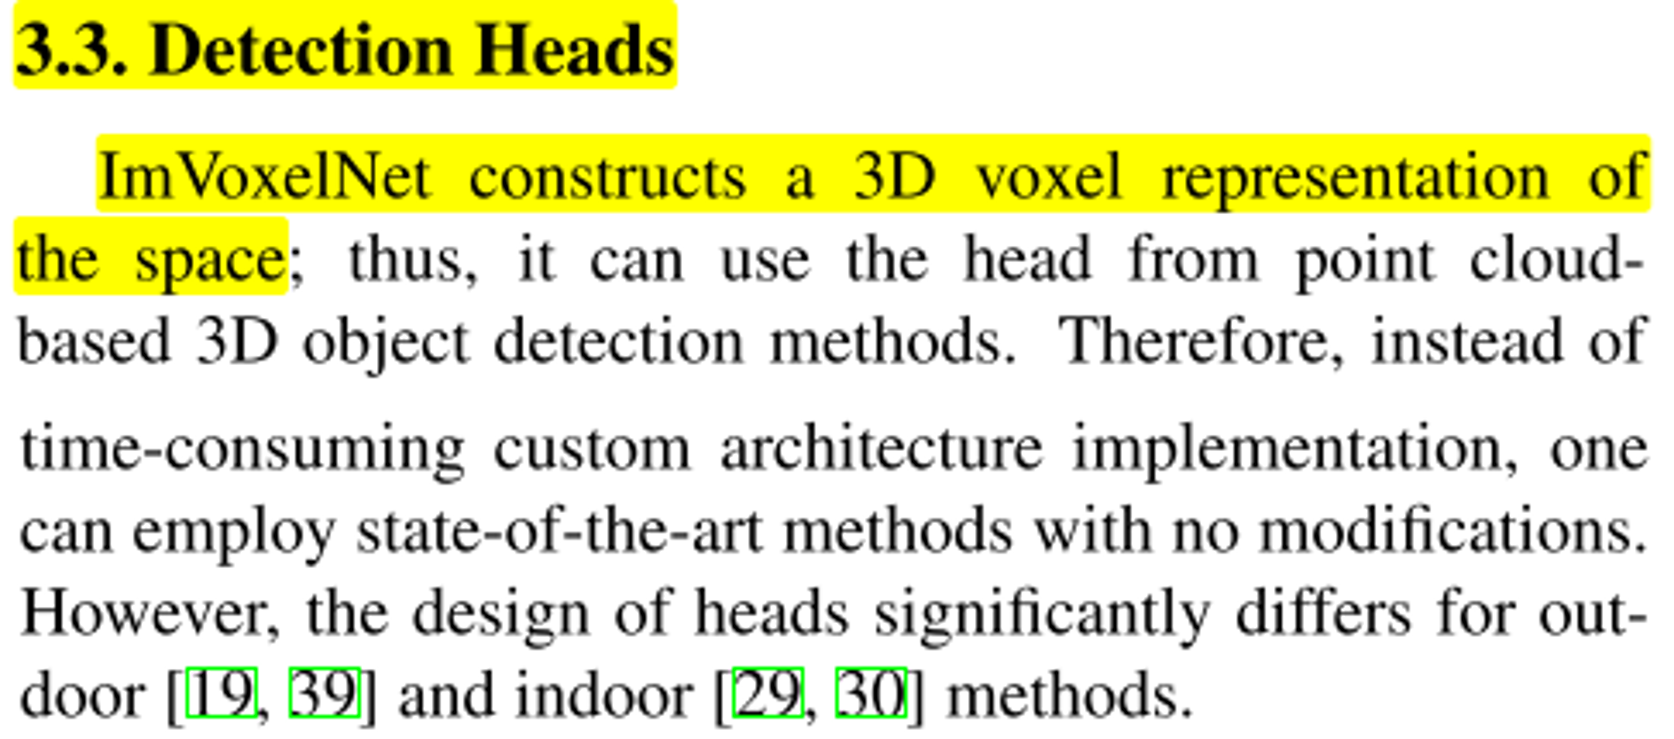 3.3. Detection Heads
ImVoxelNet constructs a 3D voxel representation of
the space; thus, it can use the head from point cloud-
based 3D object detection methods. Therefore, instead of
time-consuming custom architecture implementation, one
can employ state-of-the-art methods with no modifications.
However, the design of heads significantly differs for out-
door [19, 39] and indoor [29, 30] methods.